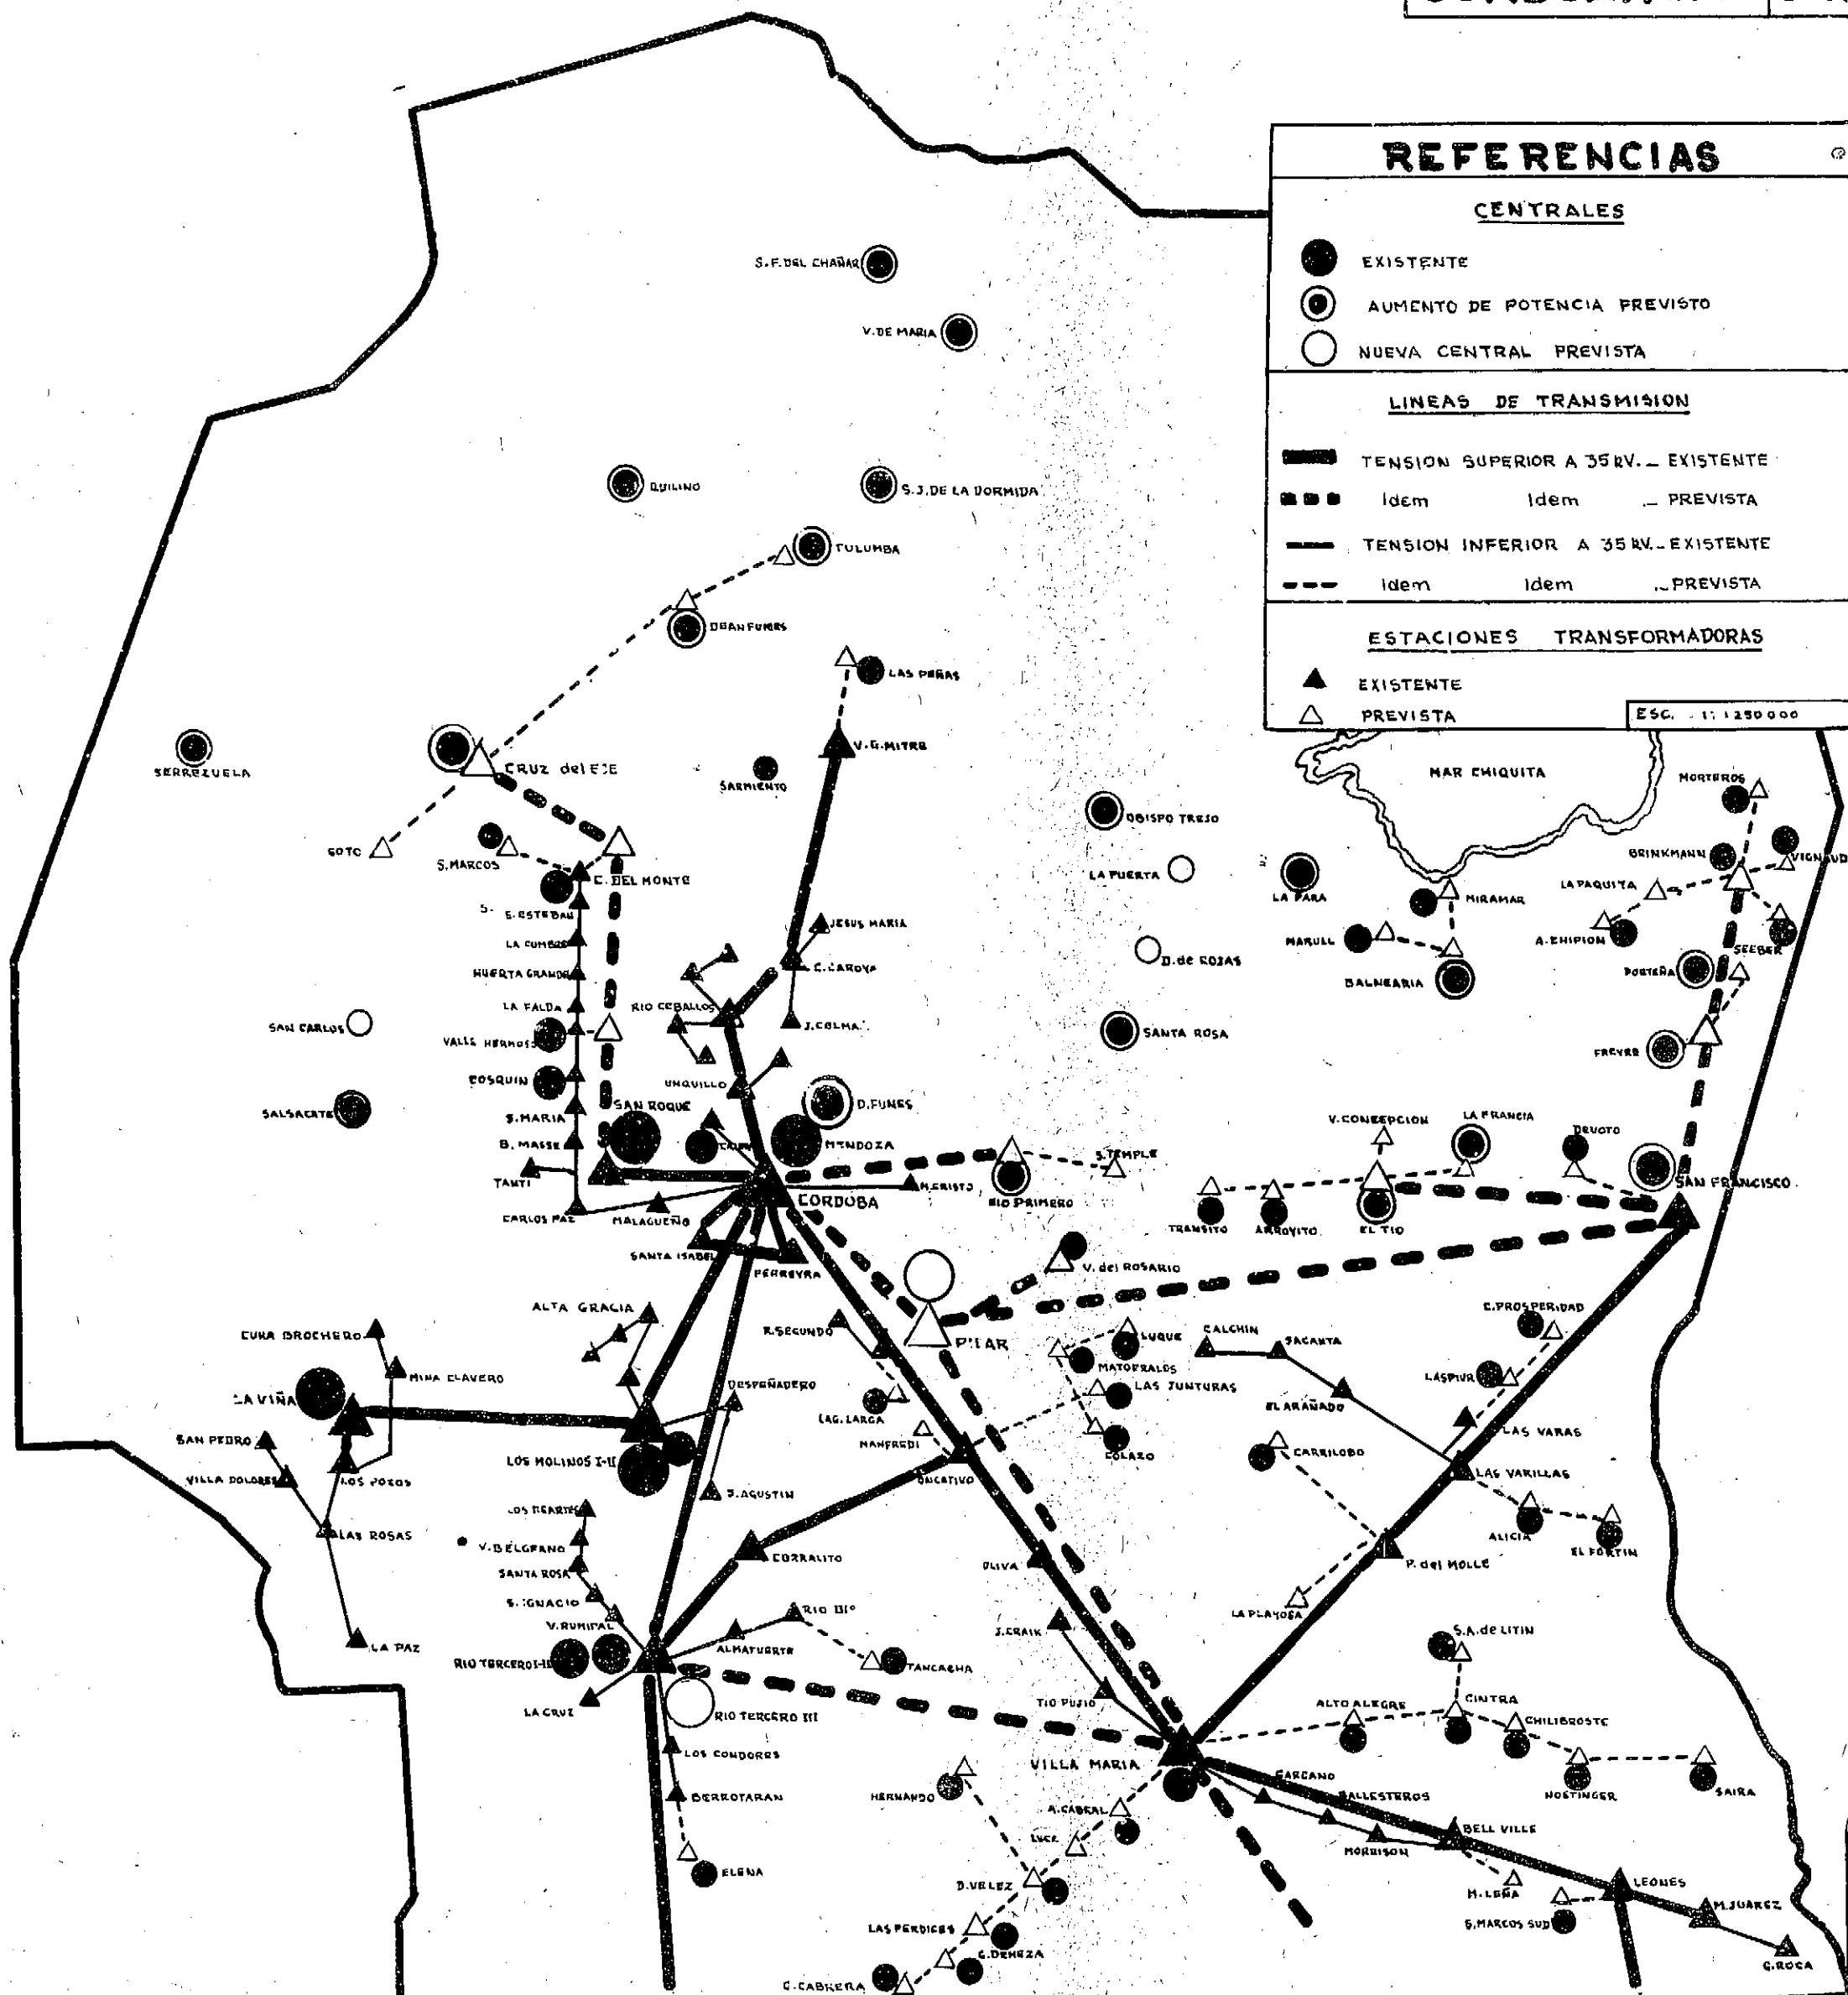 REFERENCIAS
CENTRALES
EXISTENTE
AUMENTO DE POTENCIA PREVISTO
NUEVA CENTRAL PREVISTA
LINEAS DE TRANSMISION
TENSION SUPERIOR A 35 KV. _ EXISTENTE
Idem Idem _ PREVISTA
TENSION INFERIOR A 35 KV. _ EXISTENTE
Idem Idem _ PREVISTA
ESTACIONES TRANSFORMADORAS
EXISTENTE
PREVISTA
ESC. 1:1250000
S.F. DEL CHAÑAR
V. DE MARIA
QUILINO
S.J. DE LA DORMIDA
TULUMBA
DEAN FUNES
LAS PEÑAS
V. G. MITRE
SERREZUELA
CRUZ del EJE
SARMIENTO
MAR CHIQUITA
MORTEROS
OBISPO TREJO
SOTO
S. MARCOS
C. DEL MONTE
LA PUERTA
LA PARA
BRINKMANN
VIGNAUD
LA PAQUITA
MIRAMAR
S. ESTEBAN
JESUS MARIA
LA CUMBRE
C. CAROYA
MARULL
A. CHIPION
SEEBER
D. de ROJAS
HUERTA GRANDE
BALNEARIA
PORTEÑA
LA FALDA
RIO CEBALLOS
J. COLMA
SAN CARLOS
VALLE HERMOSO
SANTA ROSA
FREYRE
COSQUIN
UNQUILLO
SALSACATE
S. MARIA
SAN ROQUE
D. FUNES
V. CONCEPCION
LA FRANCIA
DEVOTO
B. MASSE
MENDOZA
S. TEMPLE
TANTI
M. CRISTO
RIO PRIMERO
SAN FRANCISCO
CORDOBA
CARLOS PAZ
MALAGUEÑO
TRANSITO
ARROYITO
EL TIO
SANTA ISABEL
FERREYRA
V. del ROSARIO
ALTA GRACIA
C. PROSPERIDAD
CURA BROCHERO
R. SEGUNDO
PILAR
LUQUE
CALCHIN
SACANTA
MINA CLAVERO
MATORRALES
LASPIUR
DESPEÑADERO
LAS JUNTURAS
LA VIÑA
LAG. LARGA
EL ARAÑADO
LAS VARAS
SAN PEDRO
MANFREDI
COLAZO
CARRILOBO
LOS MOLINOS I-II
VILLA DOLORES
LOS POZOS
ONCATIVO
LAS VARILLAS
S. AGUSTIN
LOS REARTES
LAS ROSAS
ALICIA
EL FORTIN
V. BELGRANO
CORRALITO
OLIVA
P. del MOLLE
SANTA ROSA
S. IGNACIO
RIO IIIº
LA PLAYOSA
V. RUMIPAL
J. CRAIK
S.A. de LITIN
LA PAZ
ALMAFUERTE
RIO TERCERO I-II
TANCACHA
LA CRUZ
RIO TERCERO III
TIO PUJIO
ALTO ALEGRE
CINTRA
CHILIBROSTE
LOS CONDORES
VILLA MARIA
BERROTARAN
HERNANDO
CARCANO
BALLESTEROS
NOETINGER
SAIRA
A. CABRAL
LUCA
BELL VILLE
MORRISON
ELENA
D. VELEZ
M. LEÑA
LEONES
LAS PERDICES
S. MARCOS SUD
M. JUAREZ
G. DEHEZA
G. ROCA
C. CABRERA